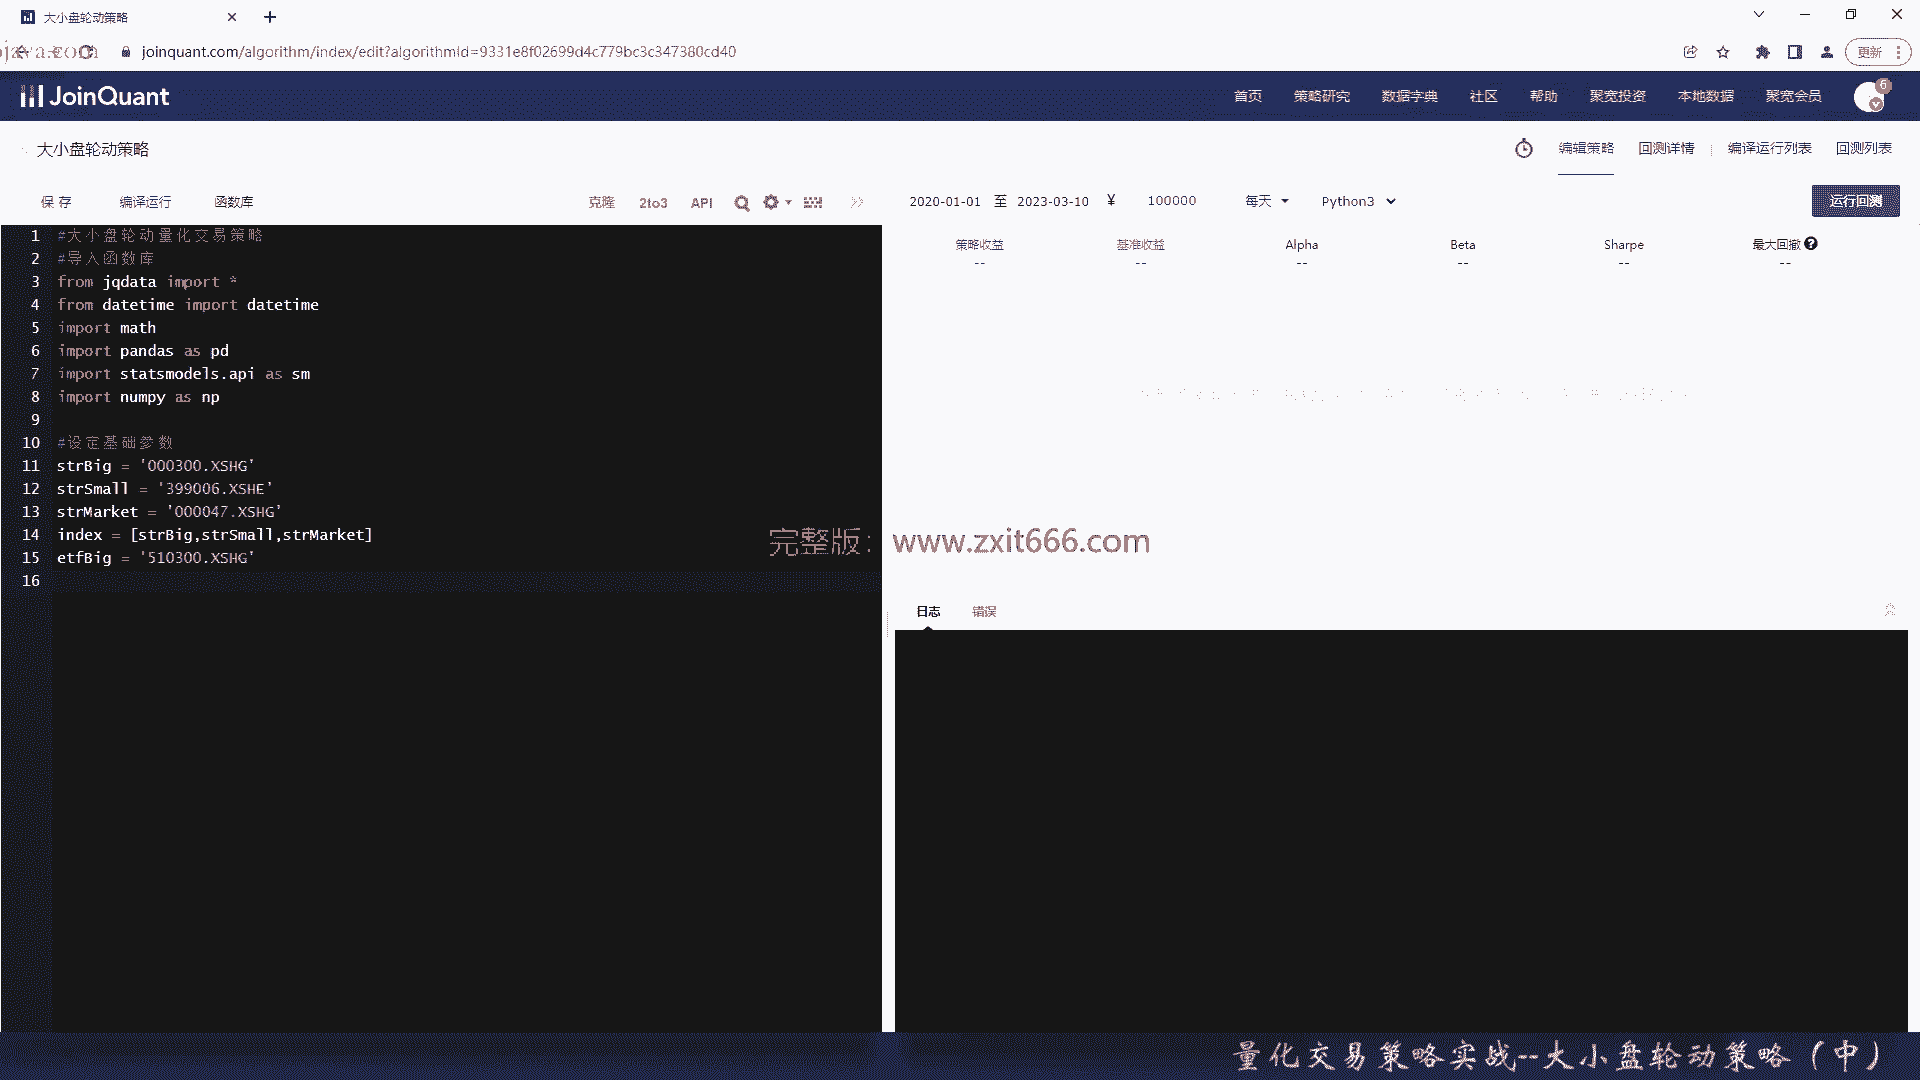 大小盘轮动策略
joinquant.com/algorithm/index/edit?algorithmId=9331e8f02699d4c779bc3c347380cd40
更新
JoinQuant
首页 策略研究 数据字典 社区 帮助 聚宽投资 本地数据 聚宽会员
6
大小盘轮动策略
编辑策略 回测详情 | 编译运行列表 回测列表
保存 编译运行 函数库 克隆 2to3 API
2020-01-01 至 2023-03-10 ¥ 100000 每天 Python3 运行回测
策略收益 基准收益 Alpha Beta Sharpe 最大回撤
-- -- -- -- -- --
1 #大小盘轮动量化交易策略
2 #导入函数库
3 from jqdata import *
4 from datetime import datetime
5 import math
6 import pandas as pd
7 import statsmodels.api as sm
8 import numpy as np
9
10 #设定基础参数
11 strBig = '000300.XSHG'
12 strSmall = '399006.XSHE'
13 strMarket = '000047.XSHG'
14 index = [strBig,strSmall,strMarket]
15 etfBig = '510300.XSHG'
16
完整版：www.zxit666.com
日志 错误
量化交易策略实战--大小盘轮动策略（中）